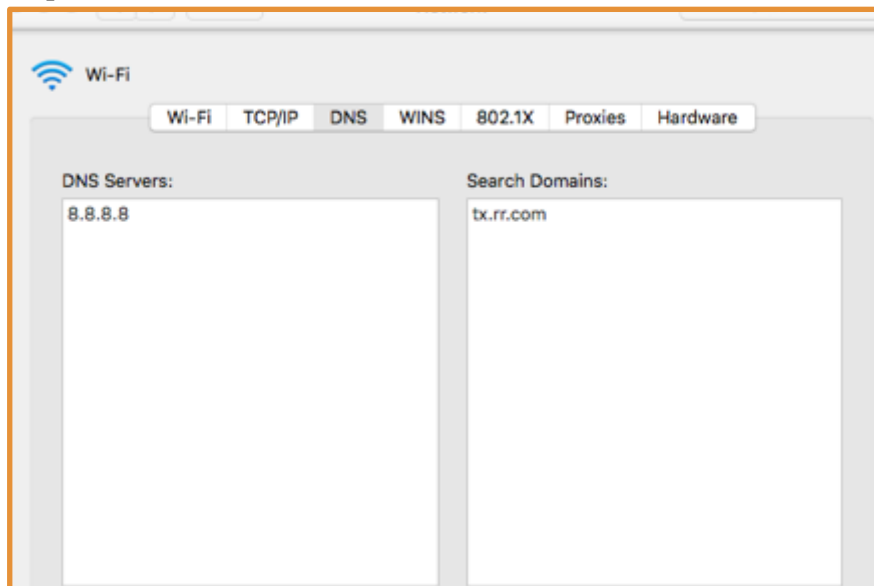 Wi-Fi
Wi-Fi TCP/IP DNS WINS 802.1X Proxies Hardware
DNS Servers:
Search Domains:
8.8.8.8
tx.rr.com